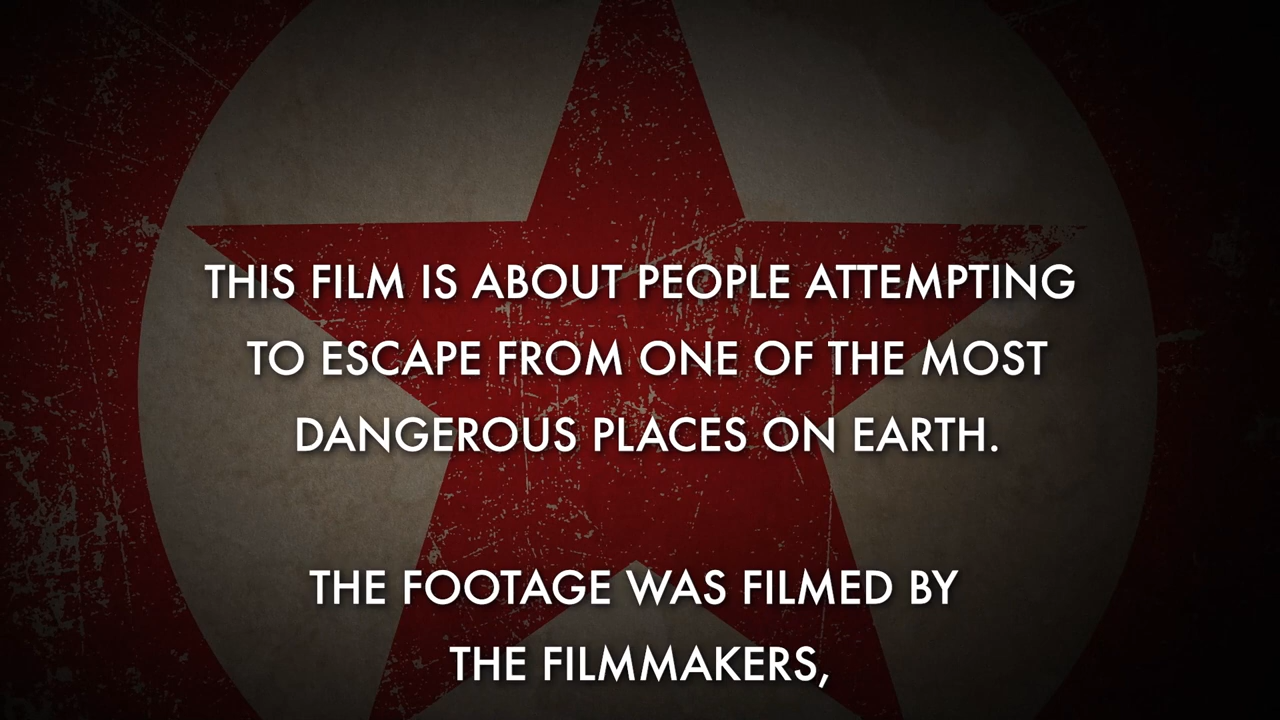 THIS FILM IS ABOUT PEOPLE ATTEMPTING
TO ESCAPE FROM ONE OF THE MOST
DANGEROUS PLACES ON EARTH.
THE FOOTAGE WAS FILMED BY
THE FILMMAKERS,